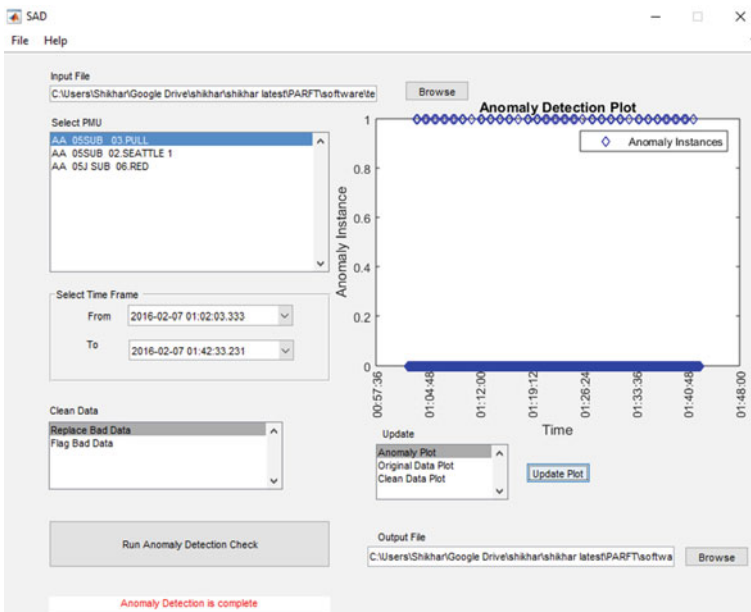 SAD
File Help
Input File
C:\Users\Shikhar\Google Drive\shikhar\shikhar latest\PARFT\software\te
Browse
Select PMU
AA 05SUB 03.PULL
AA 05SUB 02.SEATTLE 1
AA 05J SUB 06.RED
Select Time Frame
From 2016-02-07 01:02:03.333
To 2016-02-07 01:42:33.231
Clean Data
Replace Bad Data
Flag Bad Data
Run Anomaly Detection Check
Anomaly Detection is complete
Anomaly Detection Plot
Anomaly Instances
Anomaly Instance
1
0.8
0.6
0.4
0.2
0
00:57:36
01:04:48
01:12:00
01:19:12
01:26:24
01:33:36
01:40:48
01:48:00
Time
Update
Anomaly Plot
Original Data Plot
Clean Data Plot
Update Plot
Output File
C:\Users\Shikhar\Google Drive\shikhar\shikhar latest\PARFT\softwa
Browse